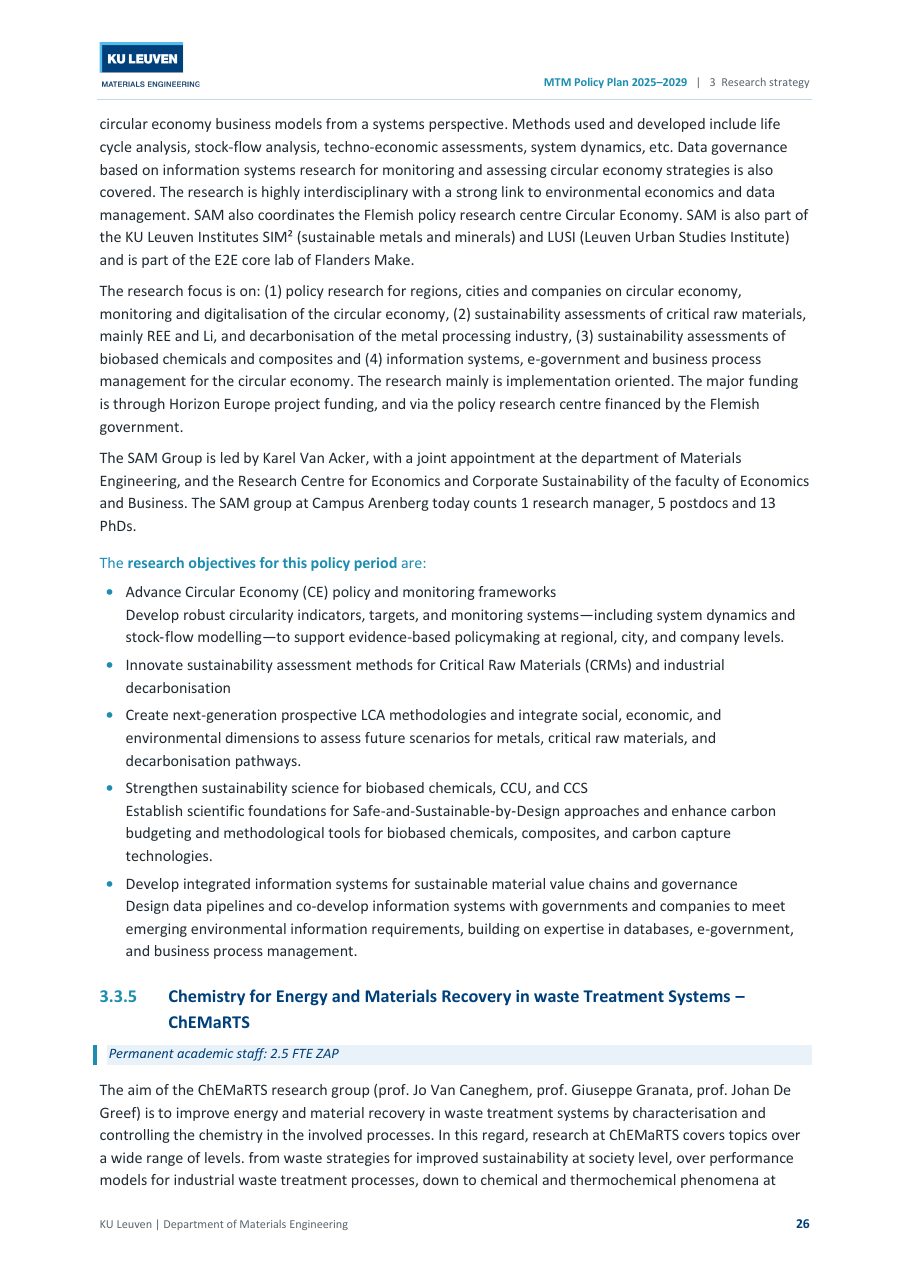 KU LEUVEN
MATERIALS ENGINEERING
MTM Policy Plan 2025–2029 | 3 Research strategy
circular economy business models from a systems perspective. Methods used and developed include life
cycle analysis, stock-flow analysis, techno-economic assessments, system dynamics, etc. Data governance
based on information systems research for monitoring and assessing circular economy strategies is also
covered. The research is highly interdisciplinary with a strong link to environmental economics and data
management. SAM also coordinates the Flemish policy research centre Circular Economy. SAM is also part of
the KU Leuven Institutes SIM² (sustainable metals and minerals) and LUSI (Leuven Urban Studies Institute)
and is part of the E2E core lab of Flanders Make.
The research focus is on: (1) policy research for regions, cities and companies on circular economy,
monitoring and digitalisation of the circular economy, (2) sustainability assessments of critical raw materials,
mainly REE and Li, and decarbonisation of the metal processing industry, (3) sustainability assessments of
biobased chemicals and composites and (4) information systems, e-government and business process
management for the circular economy. The research mainly is implementation oriented. The major funding
is through Horizon Europe project funding, and via the policy research centre financed by the Flemish
government.
The SAM Group is led by Karel Van Acker, with a joint appointment at the department of Materials
Engineering, and the Research Centre for Economics and Corporate Sustainability of the faculty of Economics
and Business. The SAM group at Campus Arenberg today counts 1 research manager, 5 postdocs and 13
PhDs.
The research objectives for this policy period are:
• Advance Circular Economy (CE) policy and monitoring frameworks
Develop robust circularity indicators, targets, and monitoring systems—including system dynamics and
stock-flow modelling—to support evidence-based policymaking at regional, city, and company levels.
• Innovate sustainability assessment methods for Critical Raw Materials (CRMs) and industrial
decarbonisation
• Create next-generation prospective LCA methodologies and integrate social, economic, and
environmental dimensions to assess future scenarios for metals, critical raw materials, and
decarbonisation pathways.
• Strengthen sustainability science for biobased chemicals, CCU, and CCS
Establish scientific foundations for Safe-and-Sustainable-by-Design approaches and enhance carbon
budgeting and methodological tools for biobased chemicals, composites, and carbon capture
technologies.
• Develop integrated information systems for sustainable material value chains and governance
Design data pipelines and co-develop information systems with governments and companies to meet
emerging environmental information requirements, building on expertise in databases, e-government,
and business process management.
3.3.5 Chemistry for Energy and Materials Recovery in waste Treatment Systems –
ChEMaRTS
Permanent academic staff: 2.5 FTE ZAP
The aim of the ChEMaRTS research group (prof. Jo Van Caneghem, prof. Giuseppe Granata, prof. Johan De
Greef) is to improve energy and material recovery in waste treatment systems by characterisation and
controlling the chemistry in the involved processes. In this regard, research at ChEMaRTS covers topics over
a wide range of levels. from waste strategies for improved sustainability at society level, over performance
models for industrial waste treatment processes, down to chemical and thermochemical phenomena at
KU Leuven | Department of Materials Engineering
26